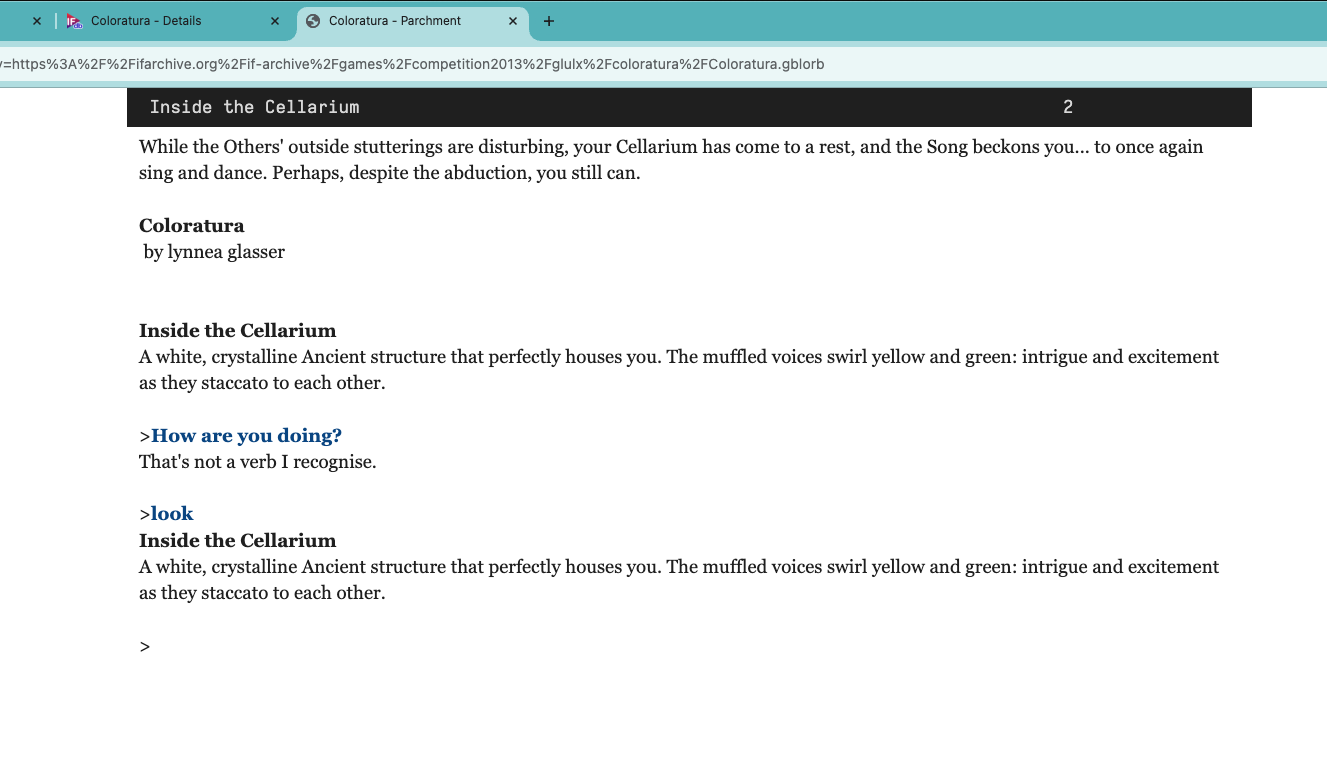 Coloratura - Details
Coloratura - Parchment
y=https%3A%2F%2Fifarchive.org%2Fif-archive%2Fgames%2Fcompetition2013%2Fglulx%2Fcoloratura%2FColoratura.gblorb
Inside the Cellarium 2
While the Others' outside stutterings are disturbing, your Cellarium has come to a rest, and the Song beckons you... to once again
sing and dance. Perhaps, despite the abduction, you still can.
Coloratura
by lynnea glasser
Inside the Cellarium
A white, crystalline Ancient structure that perfectly houses you. The muffled voices swirl yellow and green: intrigue and excitement
as they staccato to each other.
>How are you doing?
That's not a verb I recognise.
>look
Inside the Cellarium
A white, crystalline Ancient structure that perfectly houses you. The muffled voices swirl yellow and green: intrigue and excitement
as they staccato to each other.
>